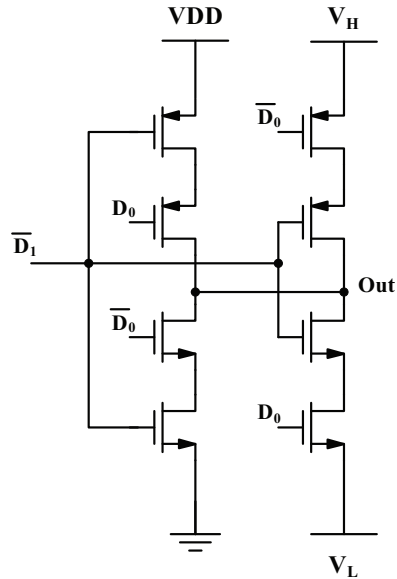 VDD
V_H
D̅₀
D₀
D̅₁
Out
D̅₀
D₀
V_L